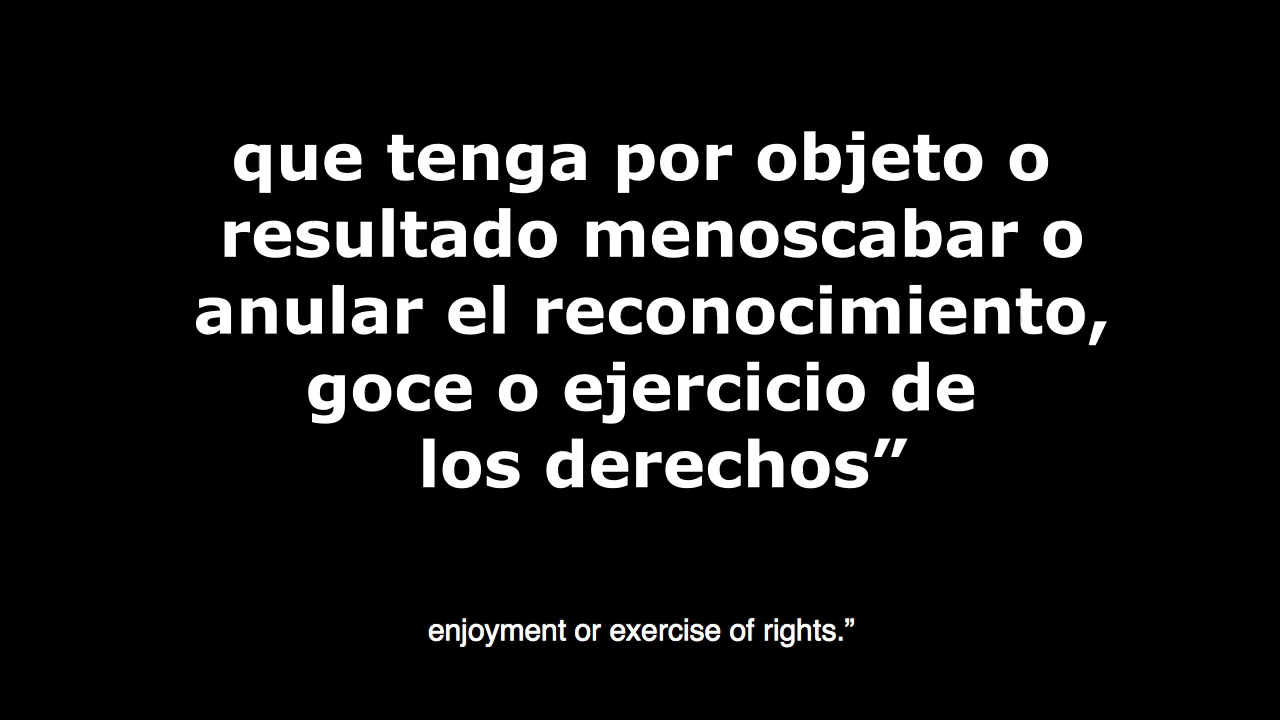 que tenga por objeto o
resultado menoscabar o
anular el reconocimiento,
goce o ejercicio de
los derechos”
enjoyment or exercise of rights.”